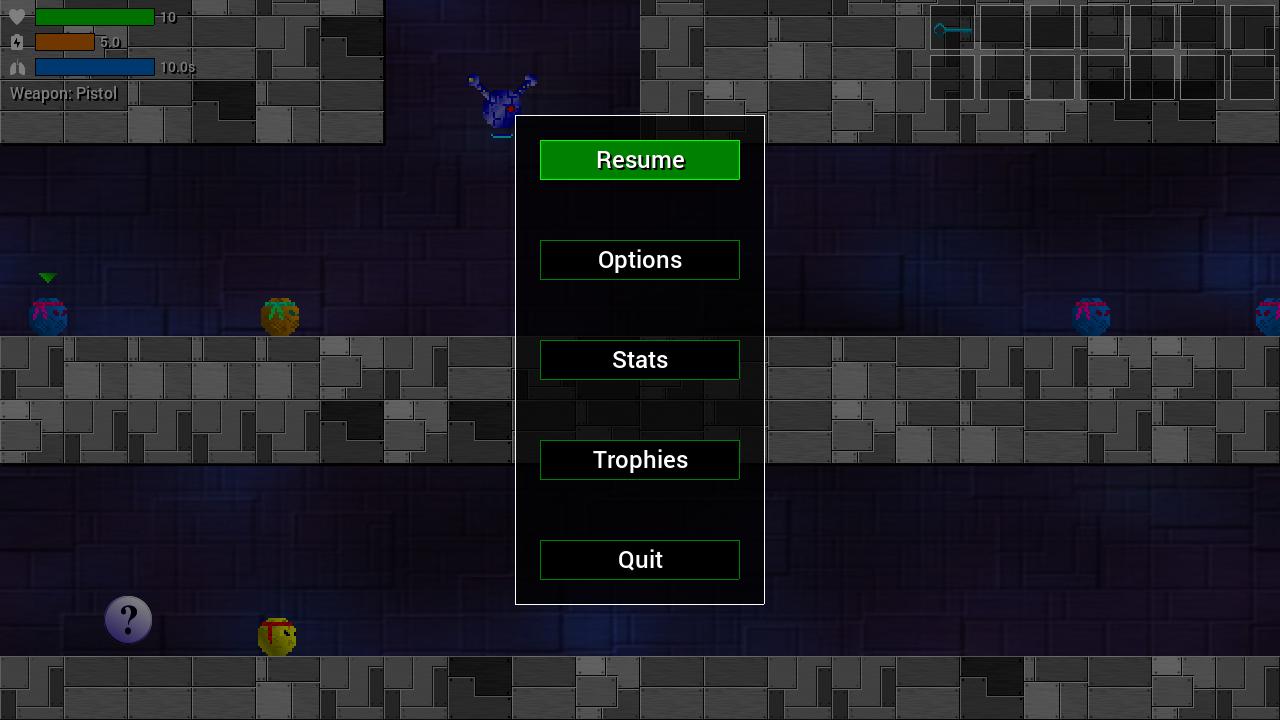 10
5.0
10.0s
Weapon: Pistol
Resume
Options
Stats
Trophies
Quit
?